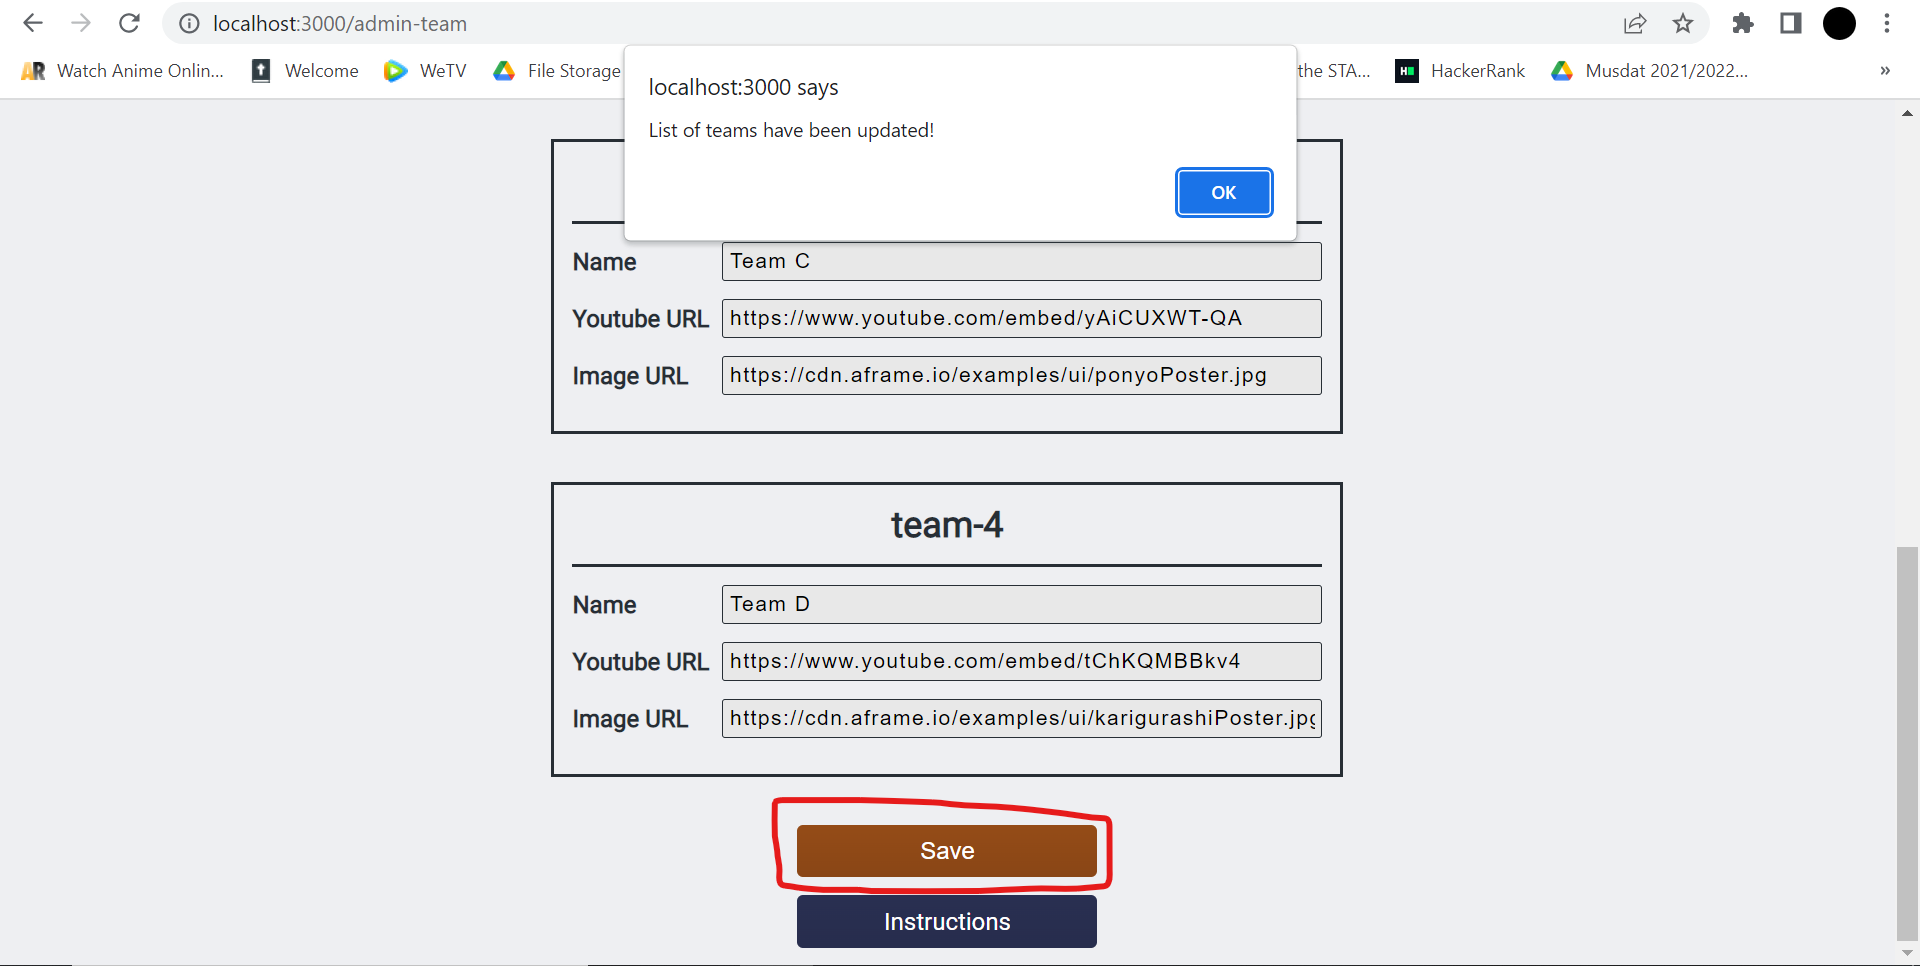 localhost:3000/admin-team
Watch Anime Onlin...
Welcome
WeTV
File Storage
the STA...
HackerRank
Musdat 2021/2022...
»
localhost:3000 says
List of teams have been updated!
OK
Name Team C
Youtube URL https://www.youtube.com/embed/yAiCUXWT-QA
Image URL https://cdn.aframe.io/examples/ui/ponyoPoster.jpg
team-4
Name Team D
Youtube URL https://www.youtube.com/embed/tChKQMBBkv4
Image URL https://cdn.aframe.io/examples/ui/karigurashiPoster.jpg
Save
Instructions